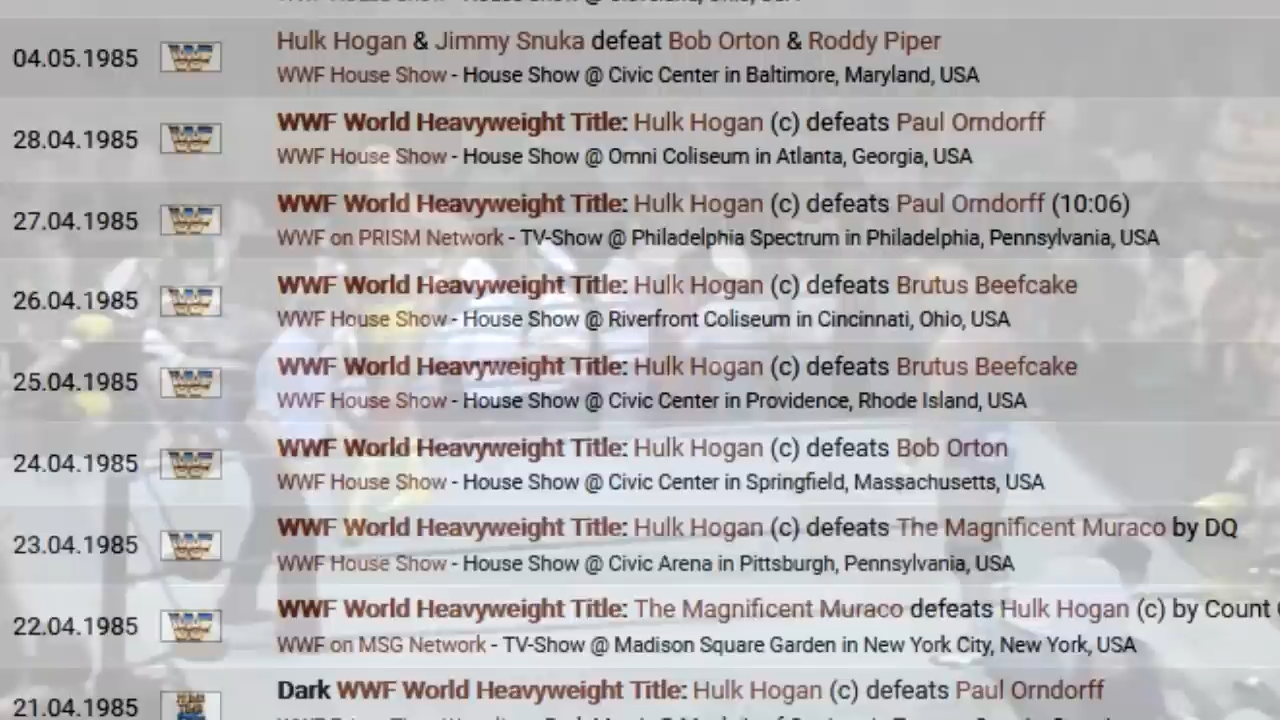 04.05.1985
Hulk Hogan & Jimmy Snuka defeat Bob Orton & Roddy Piper
WWF House Show - House Show @ Civic Center in Baltimore, Maryland, USA
28.04.1985
WWF World Heavyweight Title: Hulk Hogan (c) defeats Paul Orndorff
WWF House Show - House Show @ Omni Coliseum in Atlanta, Georgia, USA
27.04.1985
WWF World Heavyweight Title: Hulk Hogan (c) defeats Paul Orndorff (10:06)
WWF on PRISM Network - TV-Show @ Philadelphia Spectrum in Philadelphia, Pennsylvania, USA
26.04.1985
WWF World Heavyweight Title: Hulk Hogan (c) defeats Brutus Beefcake
WWF House Show - House Show @ Riverfront Coliseum in Cincinnati, Ohio, USA
25.04.1985
WWF World Heavyweight Title: Hulk Hogan (c) defeats Brutus Beefcake
WWF House Show - House Show @ Civic Center in Providence, Rhode Island, USA
24.04.1985
WWF World Heavyweight Title: Hulk Hogan (c) defeats Bob Orton
WWF House Show - House Show @ Civic Center in Springfield, Massachusetts, USA
23.04.1985
WWF World Heavyweight Title: Hulk Hogan (c) defeats The Magnificent Muraco by DQ
WWF House Show - House Show @ Civic Arena in Pittsburgh, Pennsylvania, USA
22.04.1985
WWF World Heavyweight Title: The Magnificent Muraco defeats Hulk Hogan (c) by Count
WWF on MSG Network - TV-Show @ Madison Square Garden in New York City, New York, USA
21.04.1985
Dark WWF World Heavyweight Title: Hulk Hogan (c) defeats Paul Orndorff